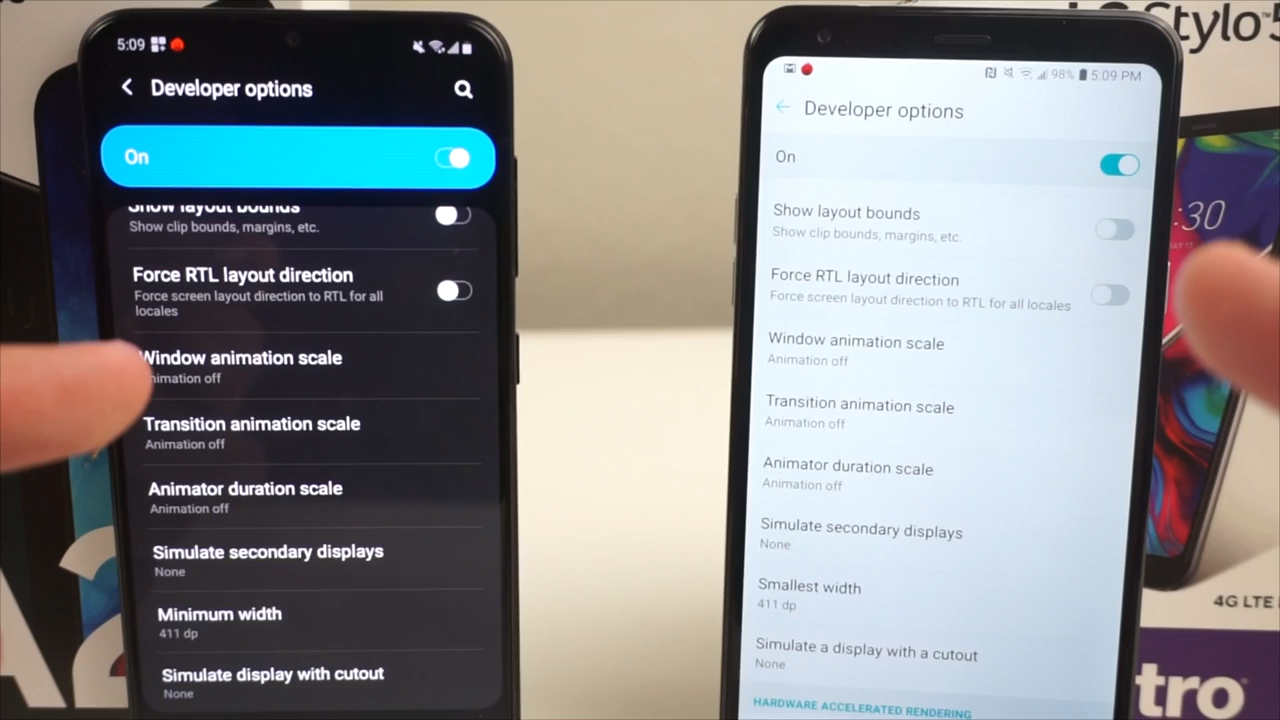 5:09
Developer options
On
Show layout bounds
Show clip bounds, margins, etc.
Force RTL layout direction
Force screen layout direction to RTL for all
locales
Window animation scale
Animation off
Transition animation scale
Animation off
Animator duration scale
Animation off
Simulate secondary displays
None
Minimum width
411 dp
Simulate display with cutout
None
98% 5:09 PM
Developer options
On
Show layout bounds
Show clip bounds, margins, etc.
Force RTL layout direction
Force screen layout direction to RTL for all locales
Window animation scale
Animation off
Transition animation scale
Animation off
Animator duration scale
Animation off
Simulate secondary displays
None
Smallest width
411 dp
Simulate a display with a cutout
None
HARDWARE ACCELERATED RENDERING
Stylo™5
:30
4G LTE
tro
A2